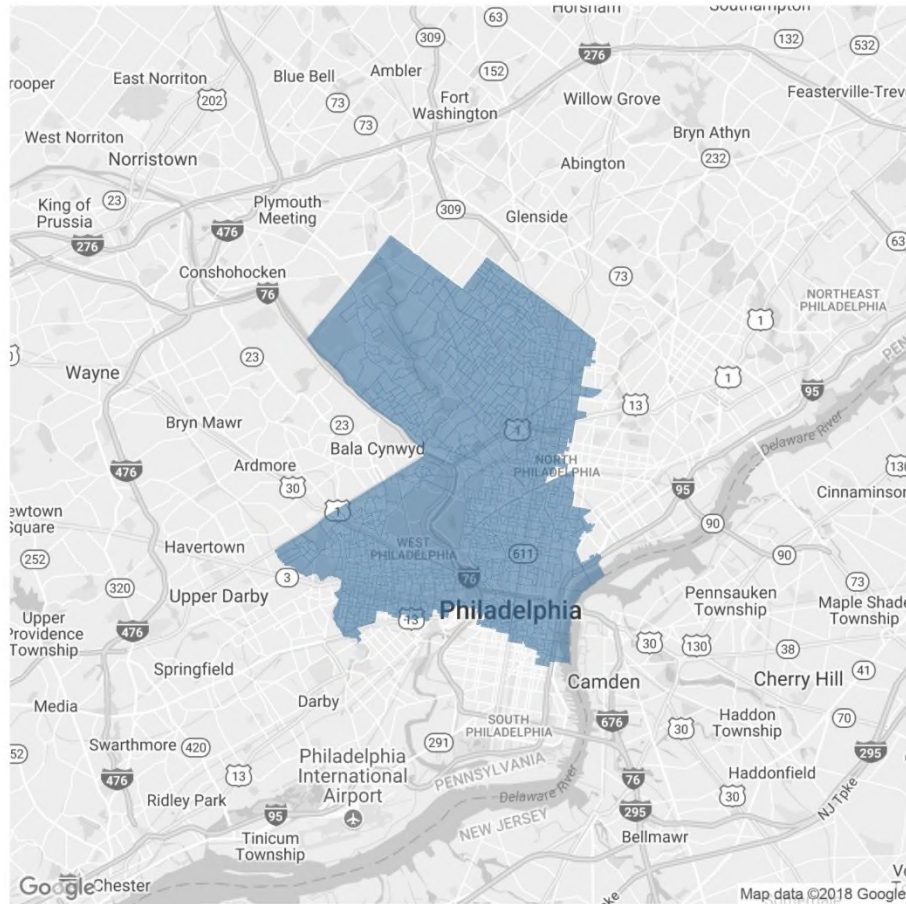 Horsham
Southampton
63
309
132
532
276
Trooper
East Norriton
Blue Bell
Ambler
152
202
73
Fort
Washington
Willow Grove
Feasterville-Trev
73
West Norriton
Norristown
Bryn Athyn
232
Abington
King of
Prussia
23
Plymouth
Meeting
309
Glenside
476
276
63
Conshohocken
76
73
NORTHEAST
PHILADELPHIA
1
Wayne
23
1
95
13
Bryn Mawr
23
Bala Cynwyd
1
Delaware River
Ardmore
NORTH
PHILADELPHIA
476
30
130
95
Cinnaminson
ewtown
Square
1
90
Havertown
WEST
PHILADELPHIA
611
90
252
3
76
73
320
Upper Darby
Philadelphia
Pennsauken
Township
Maple Shade
Township
Upper
Providence
Township
13
476
30
130
38
Springfield
41
Camden
Cherry Hill
Media
Darby
676
70
SOUTH
PHILADELPHIA
Haddon
Township
30
52
Swarthmore
420
291
295
Philadelphia
International
Airport
PENNSYLVANIA
476
13
76
Haddonfield
Delaware River
30
Ridley Park
95
NEW JERSEY
295
NJ Tpke
Tinicum
Township
Bellmawr
Google
Chester
Map data ©2018 Google